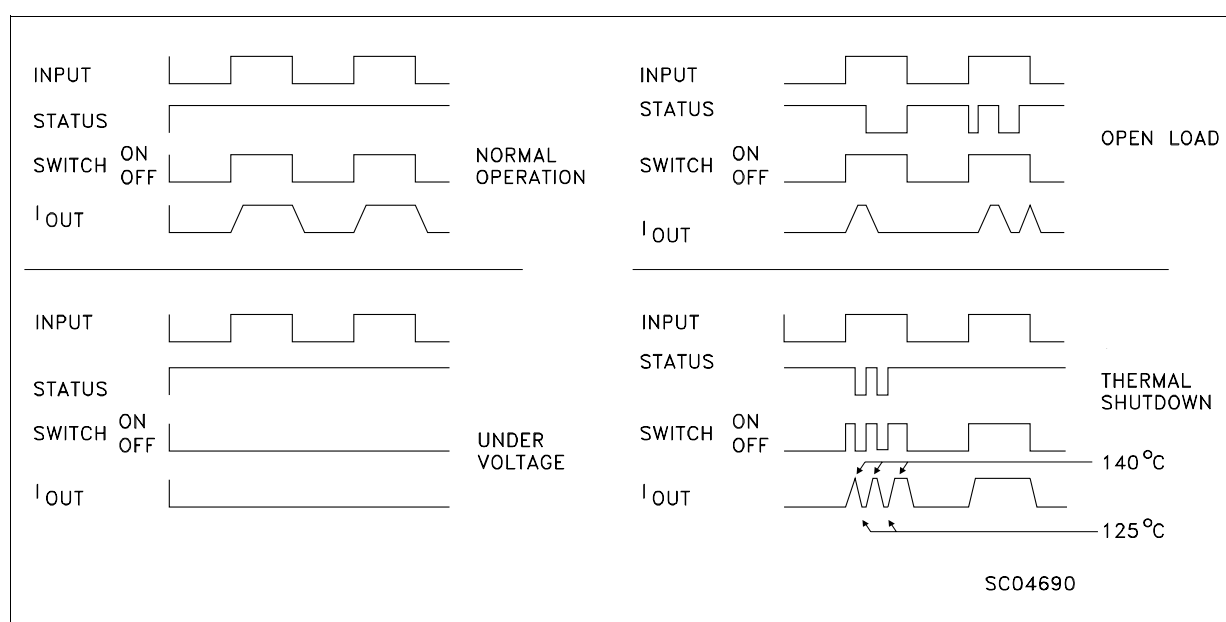 INPUT
STATUS
SWITCH ON
OFF
I OUT
NORMAL
OPERATION
INPUT
STATUS
SWITCH ON
OFF
I OUT
OPEN LOAD
INPUT
STATUS
SWITCH ON
OFF
I OUT
UNDER
VOLTAGE
INPUT
STATUS
SWITCH ON
OFF
I OUT
THERMAL
SHUTDOWN
140 °C
125 °C
SC04690